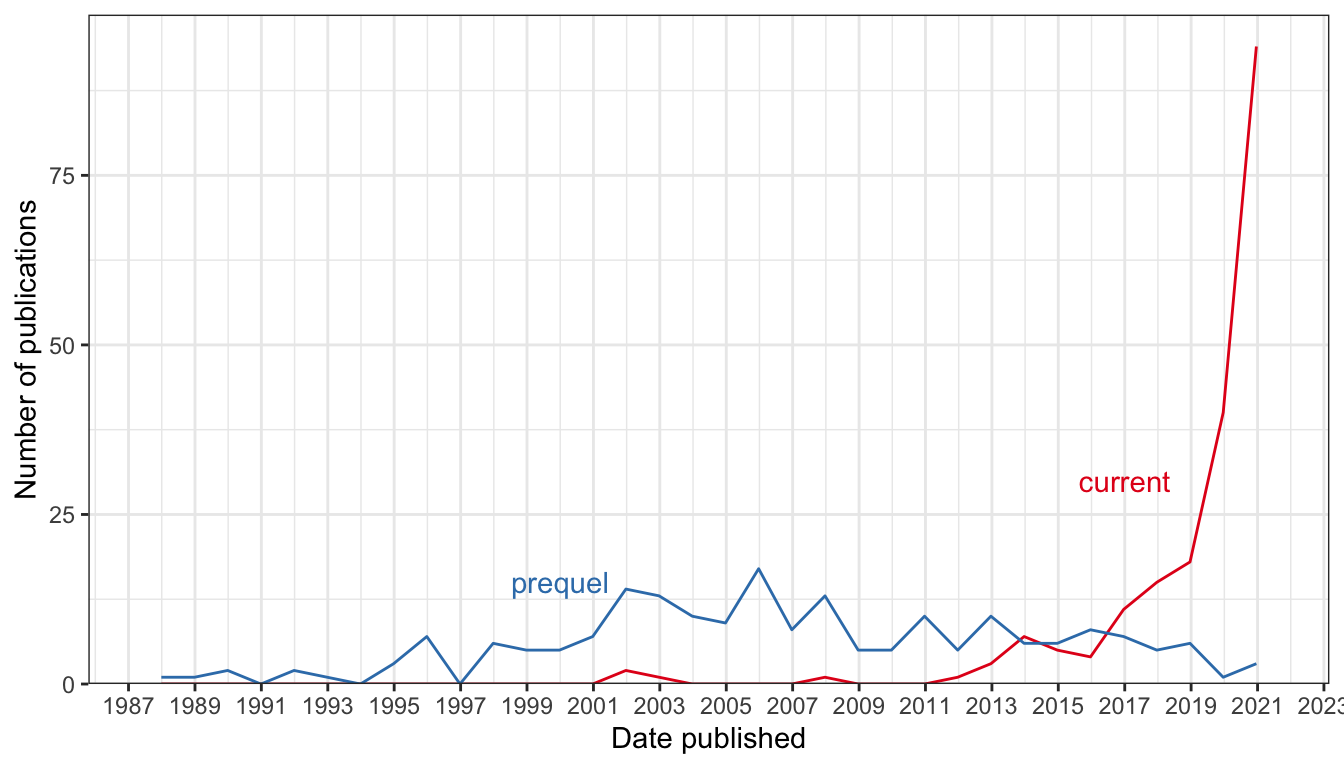 Number of publications
75
50
25
0
current
prequel
1987 1989 1991 1993 1995 1997 1999 2001 2003 2005 2007 2009 2011 2013 2015 2017 2019 2021 2023
Date published